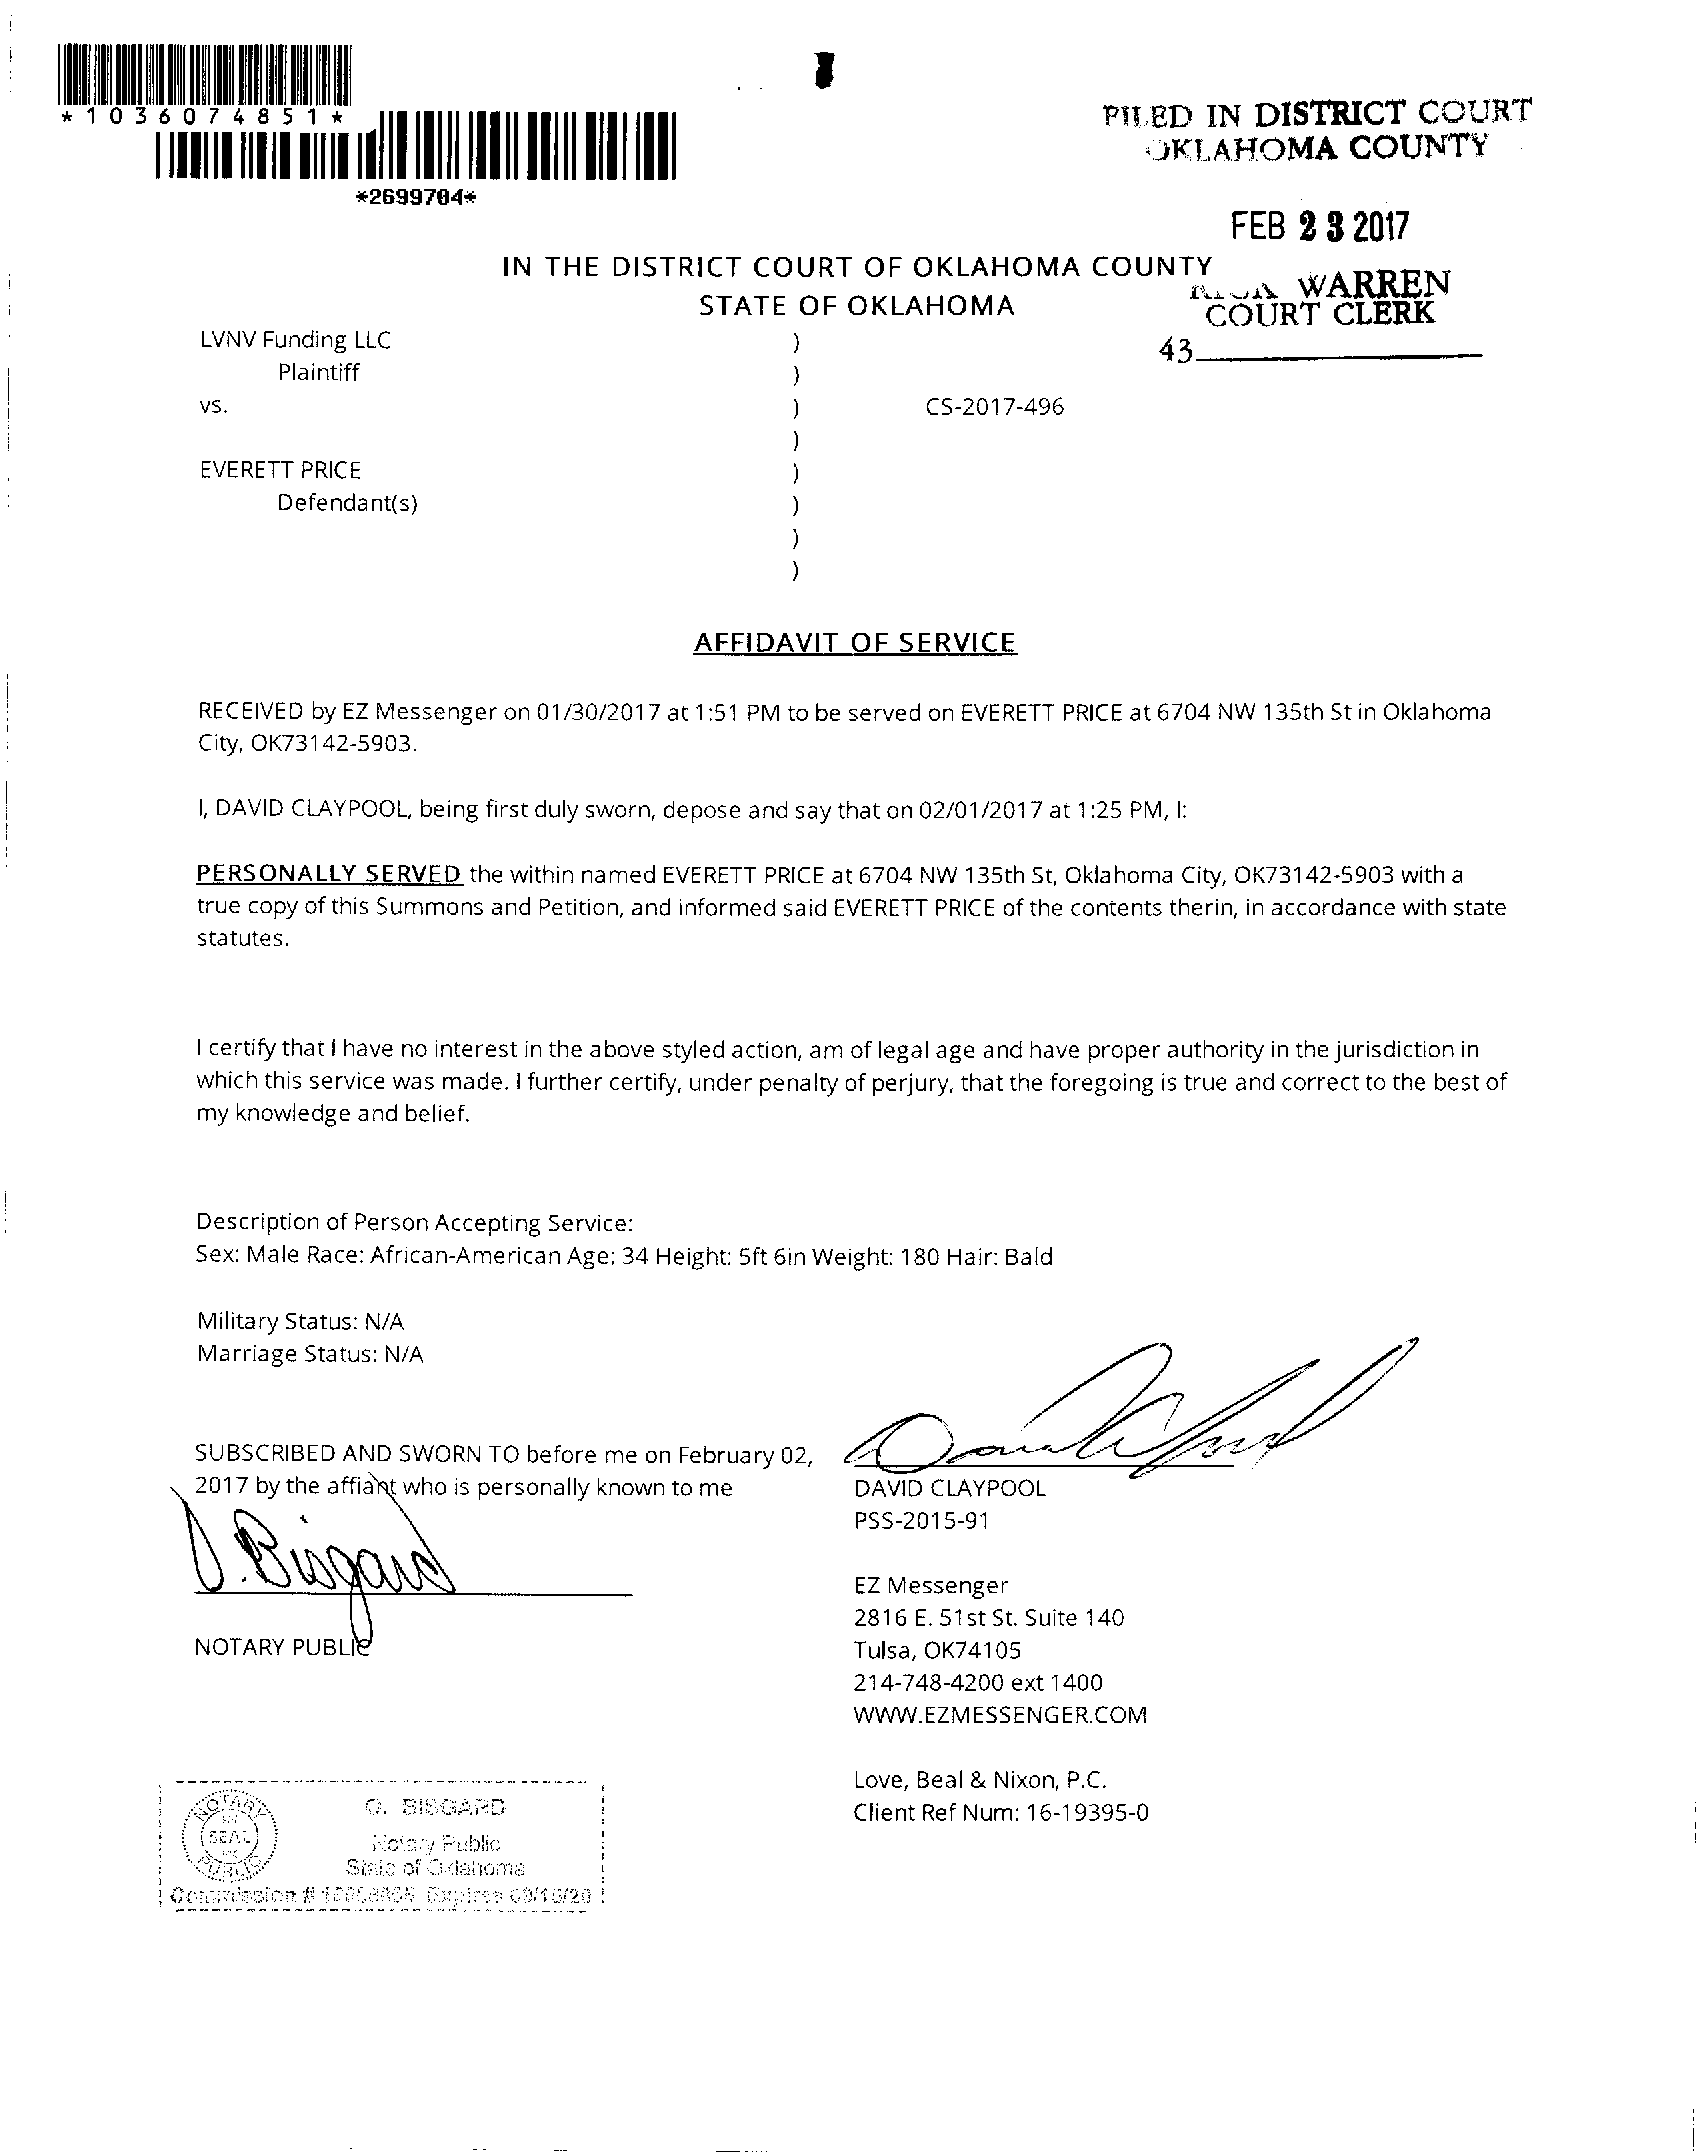 *1036074851*
*2699704*
FILED IN DISTRICT COURT
OKLAHOMA COUNTY
FEB 23 2017
WARREN
COURT CLERK
43
IN THE DISTRICT COURT OF OKLAHOMA COUNTY
STATE OF OKLAHOMA
LVNV Funding LLC )
Plaintiff )
vs. ) CS-2017-496
)
EVERETT PRICE )
Defendant(s) )
)
)
AFFIDAVIT OF SERVICE
RECEIVED by EZ Messenger on 01/30/2017 at 1:51 PM to be served on EVERETT PRICE at 6704 NW 135th St in Oklahoma
City, OK73142-5903.
I, DAVID CLAYPOOL, being first duly sworn, depose and say that on 02/01/2017 at 1:25 PM, I:
PERSONALLY SERVED the within named EVERETT PRICE at 6704 NW 135th St, Oklahoma City, OK73142-5903 with a
true copy of this Summons and Petition, and informed said EVERETT PRICE of the contents therin, in accordance with state
statutes.
I certify that I have no interest in the above styled action, am of legal age and have proper authority in the jurisdiction in
which this service was made. I further certify, under penalty of perjury, that the foregoing is true and correct to the best of
my knowledge and belief.
Description of Person Accepting Service:
Sex: Male Race: African-American Age: 34 Height: 5ft 6in Weight: 180 Hair: Bald
Military Status: N/A
Marriage Status: N/A
SUBSCRIBED AND SWORN TO before me on February 02,
2017 by the affiant who is personally known to me
Bisgard
NOTARY PUBLIC
DAVID CLAYPOOL
PSS-2015-91
EZ Messenger
2816 E. 51st St. Suite 140
Tulsa, OK74105
214-748-4200 ext 1400
WWW.EZMESSENGER.COM
Love, Beal & Nixon, P.C.
Client Ref Num: 16-19395-0
NOTARY
SEAL
PUBLIC
BISGARD
Notary Public
State of Oklahoma
Commission # Expires